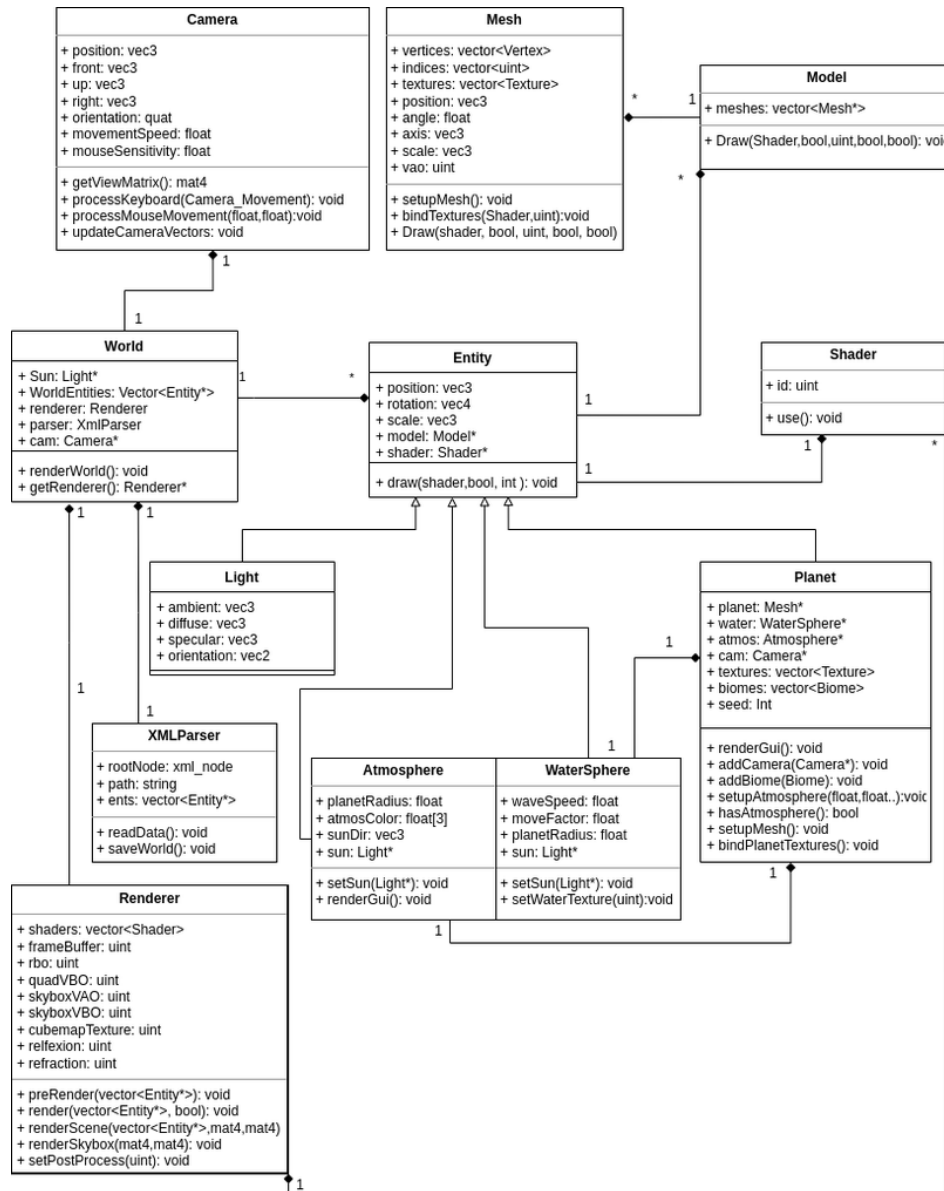 Camera
+ position: vec3
+ front: vec3
+ up: vec3
+ right: vec3
+ orientation: quat
+ movementSpeed: float
+ mouseSensitivity: float
+ getViewMatrix(): mat4
+ processKeyboard(Camera_Movement): void
+ processMouseMovement(float,float):void
+ updateCameraVectors: void
1
1
Mesh
+ vertices: vector<Vertex>
+ indices: vector<uint>
+ textures: vector<Texture>
+ position: vec3
+ angle: float
+ axis: vec3
+ scale: vec3
+ vao: uint
+ setupMesh(): void
+ bindTextures(Shader,uint):void
+ Draw(shader, bool, uint, bool, bool)
*
1
Model
+ meshes: vector<Mesh*>
+ Draw(Shader,bool,uint,bool,bool): voi
*
World
+ Sun: Light*
+ WorldEntities: Vector<Entity*>
+ renderer: Renderer
+ parser: XmlParser
+ cam: Camera*
+ renderWorld(): void
+ getRenderer(): Renderer*
1
*
1
1
Entity
+ position: vec3
+ rotation: vec4
+ scale: vec3
+ model: Model*
+ shader: Shader*
+ draw(shader,bool, int ): void
1
1
Shader
+ id: uint
+ use(): void
1
*
Light
+ ambient: vec3
+ diffuse: vec3
+ specular: vec3
+ orientation: vec2
Planet
+ planet: Mesh*
+ water: WaterSphere*
+ atmos: Atmosphere*
+ cam: Camera*
+ textures: vector<Texture>
+ biomes: vector<Biome>
+ seed: Int
+ renderGui(): void
+ addCamera(Camera*): void
+ addBiome(Biome): void
+ setupAtmosphere(float,float..):voic
+ hasAtmosphere(): bool
+ setupMesh(): void
+ bindPlanetTextures(): void
1
1
1
1
1
1
XMLParser
+ rootNode: xml_node
+ path: string
+ ents: vector<Entity*>
+ readData(): void
+ saveWorld(): void
Atmosphere
+ planetRadius: float
+ atmosColor: float[3]
+ sunDir: vec3
+ sun: Light*
+ setSun(Light*): void
+ renderGui(): void
WaterSphere
+ waveSpeed: float
+ moveFactor: float
+ planetRadius: float
+ sun: Light*
+ setSun(Light*): void
+ setWaterTexture(uint):void
Renderer
+ shaders: vector<Shader>
+ frameBuffer: uint
+ rbo: uint
+ quadVBO: uint
+ skyboxVAO: uint
+ skyboxVBO: uint
+ cubemapTexture: uint
+ relfexion: uint
+ refraction: uint
+ preRender(vector<Entity*>): void
+ render(vector<Entity*>, bool): void
+ renderScene(vector<Entity*>,mat4,mat4)
+ renderSkybox(mat4,mat4): void
+ setPostProcess(uint): void
1